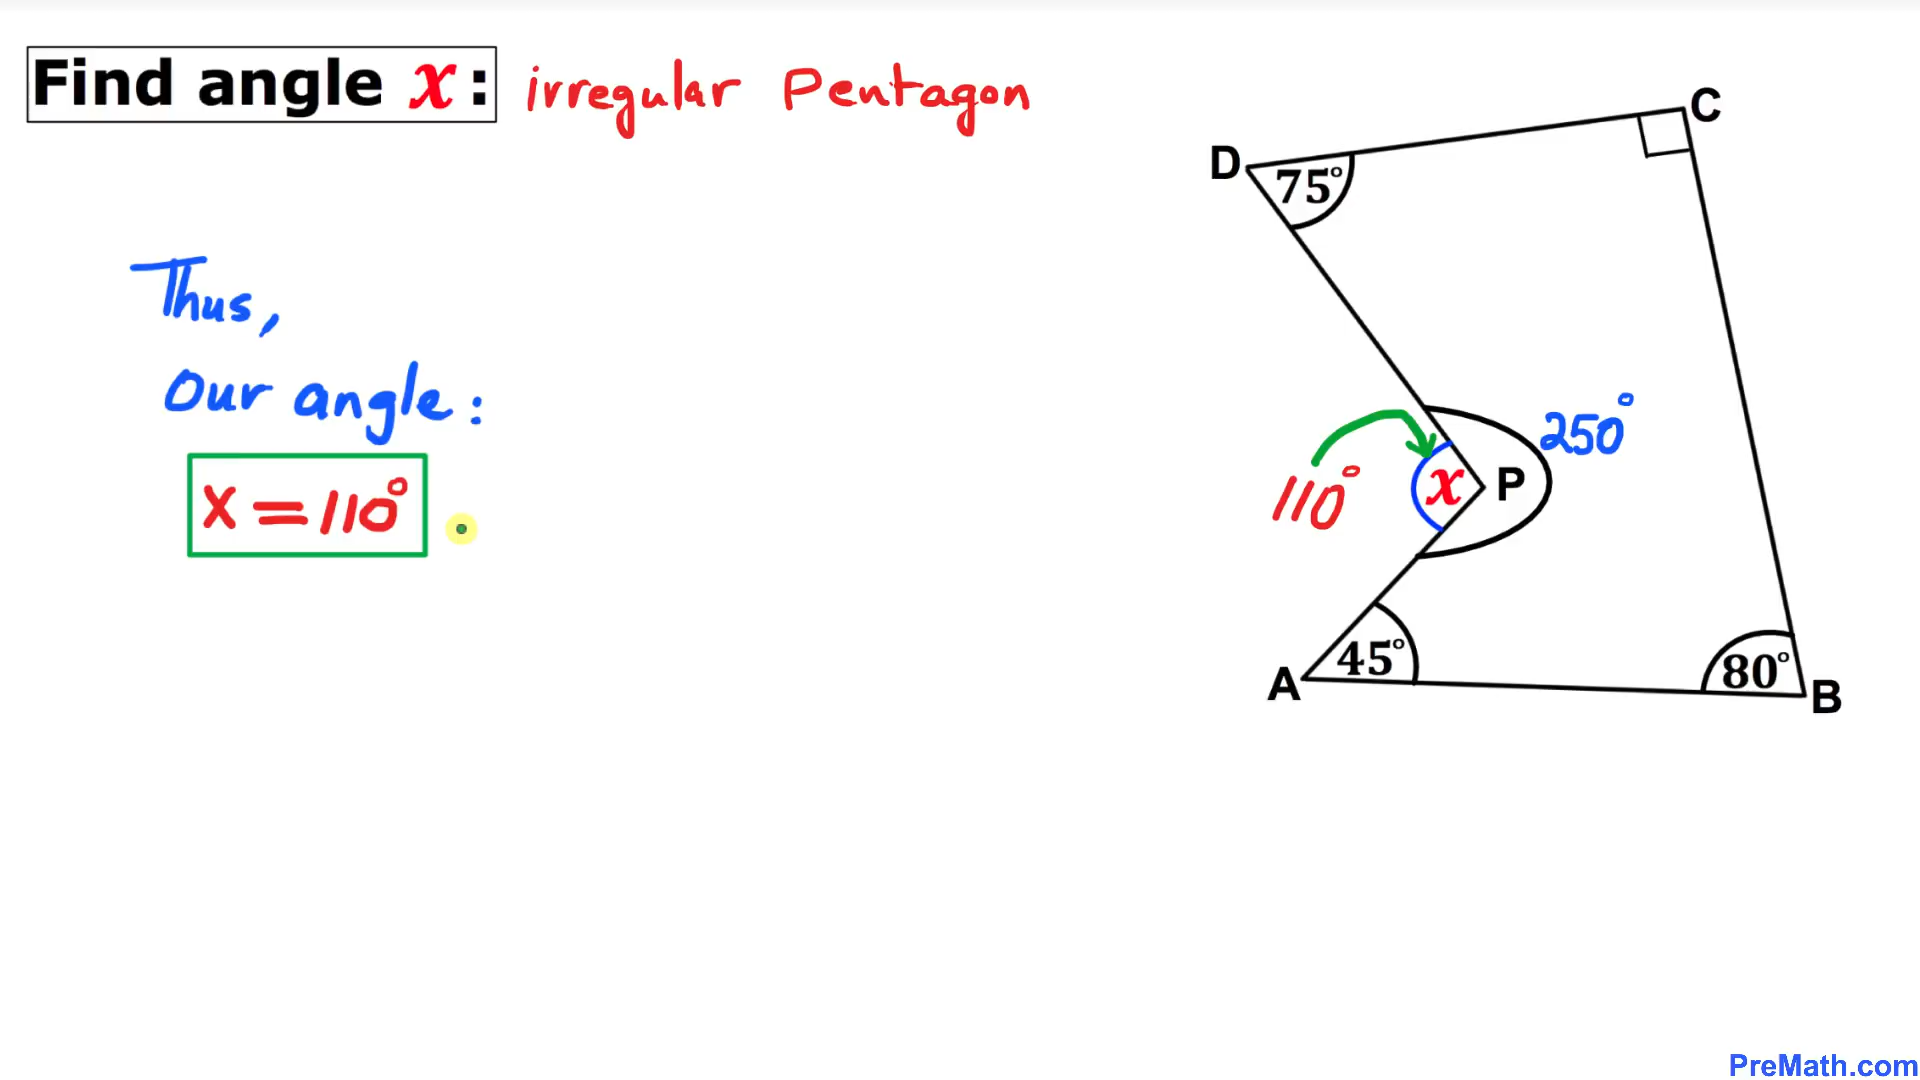 Find angle x: irregular Pentagon
C
D
75°
Thus,
Our angle:
250°
x = 110°
110°
x
P
45°
80°
A
B
PreMath.com